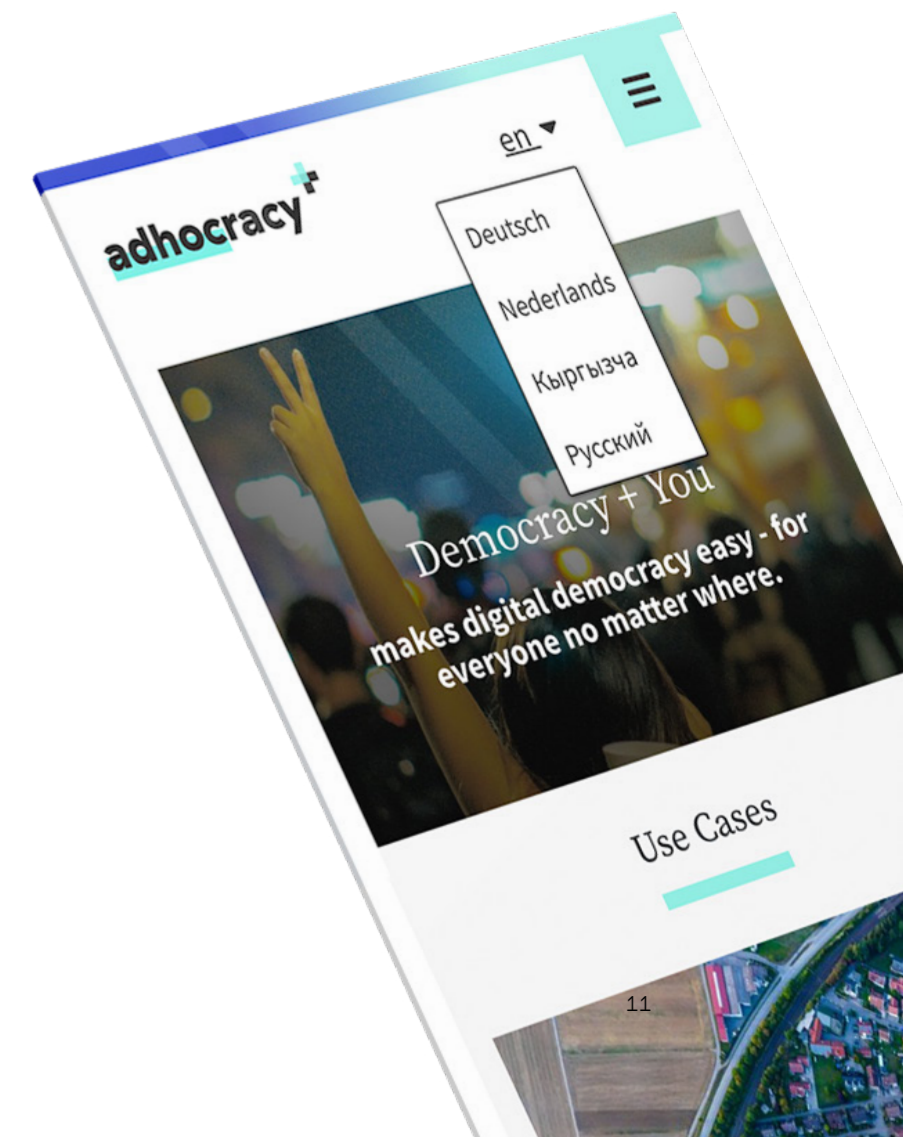 en
adhocracy+
Deutsch
Nederlands
Кыргызча
Русский
Democracy + You
makes digital democracy easy - for
everyone no matter where.
Use Cases
11